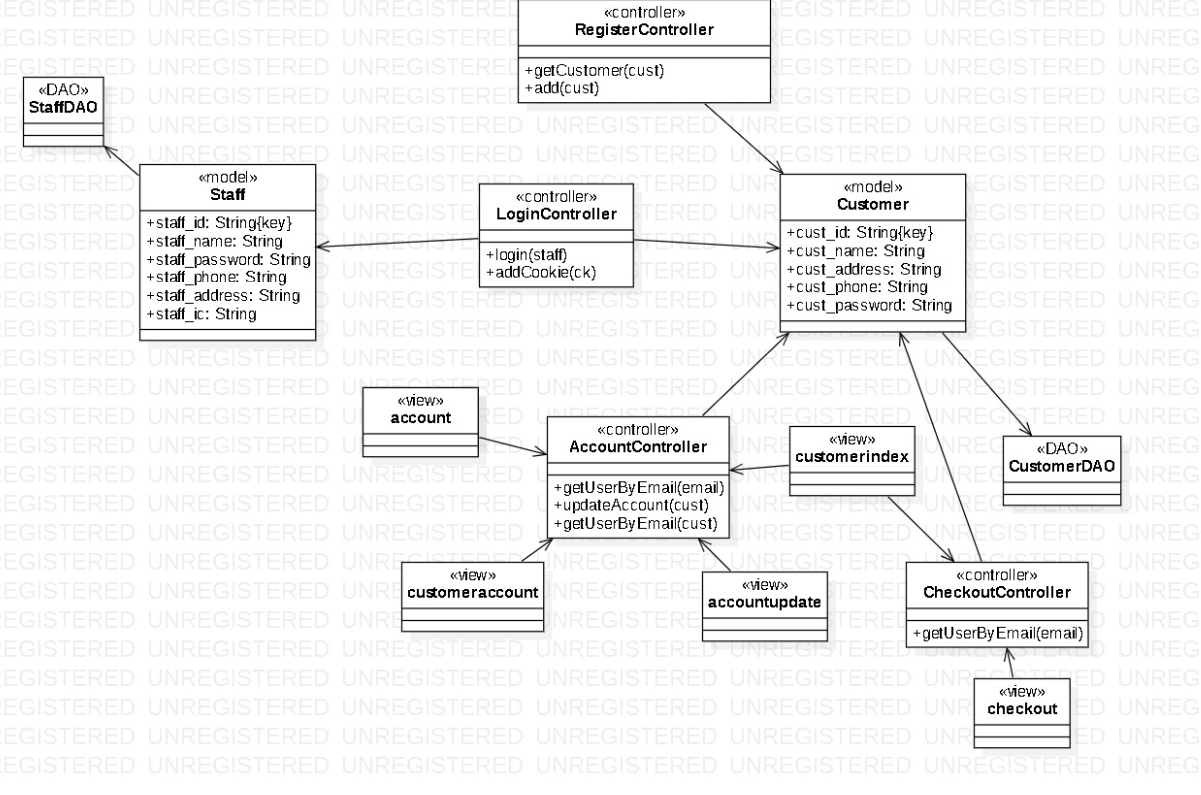 «controller»
RegisterController
+getCustomer(cust)
+add(cust)
«DAO»
StaffDAO
«model»
Staff
+staff_id: String{key}
+staff_name: String
+staff_password: String
+staff_phone: String
+staff_address: String
+staff_ic: String
«controller»
LoginController
+login(staff)
+addCookie(ck)
«model»
Customer
+cust_id: String{key}
+cust_name: String
+cust_address: String
+cust_phone: String
+cust_password: String
«view»
account
«controller»
AccountController
+getUserByEmail(email)
+updateAccount(cust)
+getUserByEmail(cust)
«view»
customerindex
«DAO»
CustomerDAO
«view»
customeraccount
«view»
accountupdate
«controller»
CheckoutController
+getUserByEmail(email)
«view»
checkout
UNREGISTERED